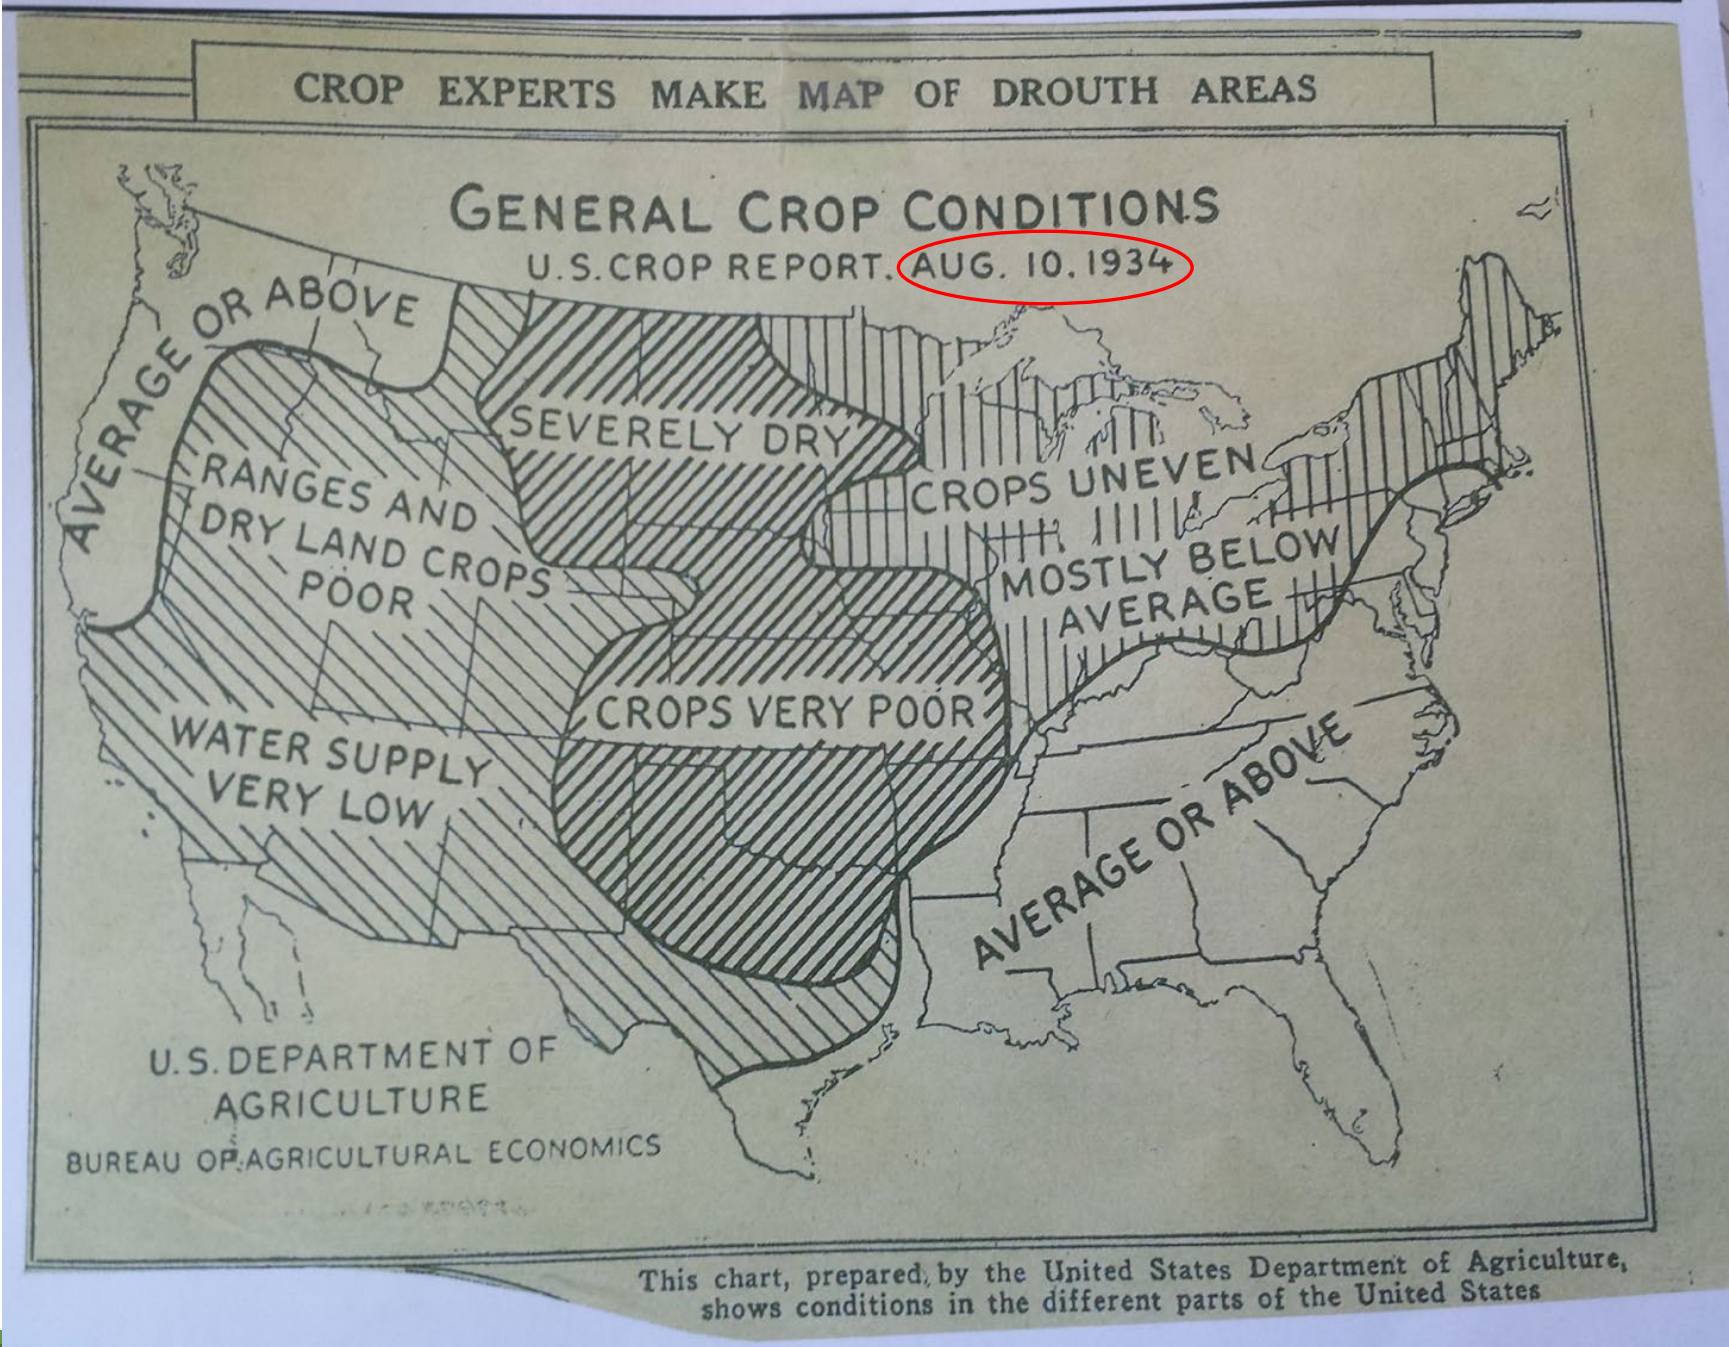 CROP EXPERTS MAKE MAP OF DROUTH AREAS
GENERAL CROP CONDITIONS
U.S. CROP REPORT. AUG. 10. 1934
AVERAGE OR ABOVE
SEVERELY DRY
RANGES AND
DRY LAND CROPS
POOR
CROPS UNEVEN
MOSTLY BELOW
AVERAGE
CROPS VERY POOR
WATER SUPPLY
VERY LOW
AVERAGE OR ABOVE
U.S. DEPARTMENT OF
AGRICULTURE
BUREAU OF AGRICULTURAL ECONOMICS
This chart, prepared by the United States Department of Agriculture,
shows conditions in the different parts of the United States